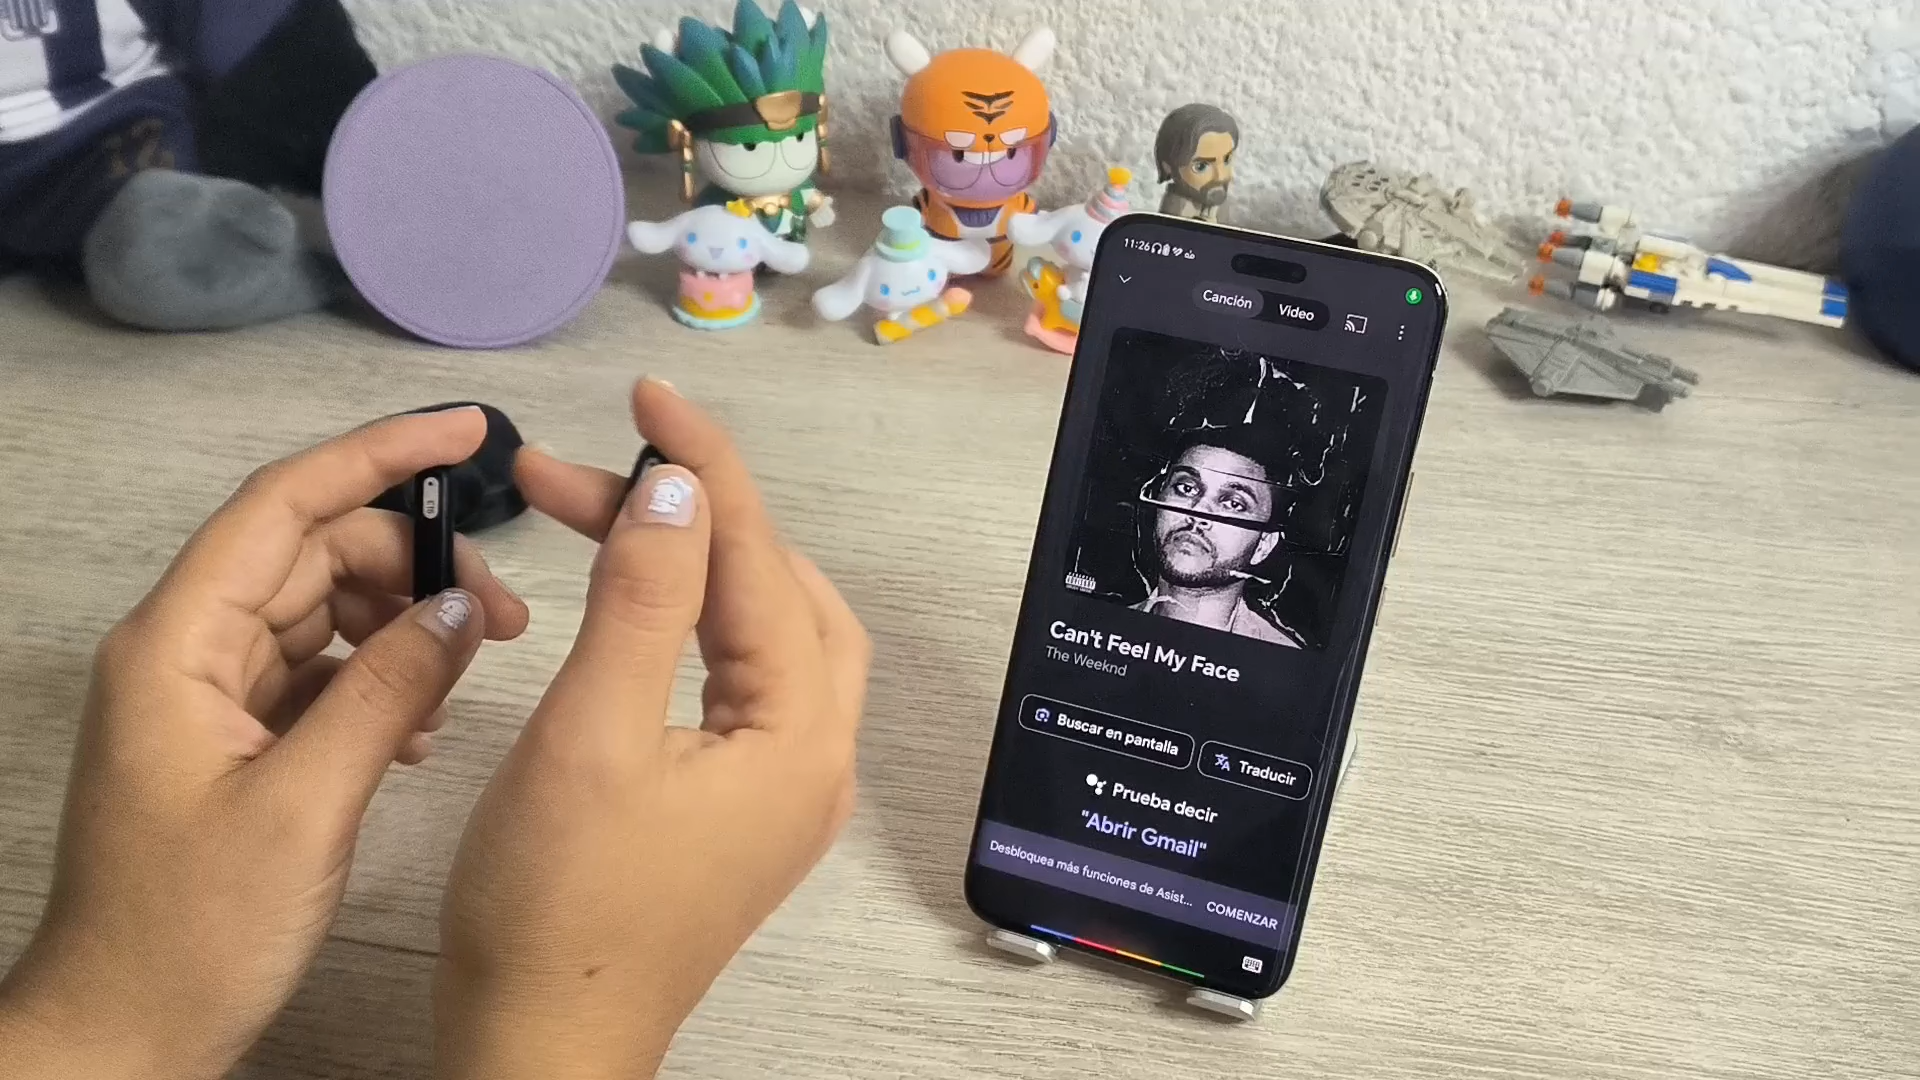 11:26
Canción
Video
Can't Feel My Face
The Weeknd
Buscar en pantalla
Traducir
Prueba decir
"Abrir Gmail"
Desbloquea más funciones de Asist...
COMENZAR